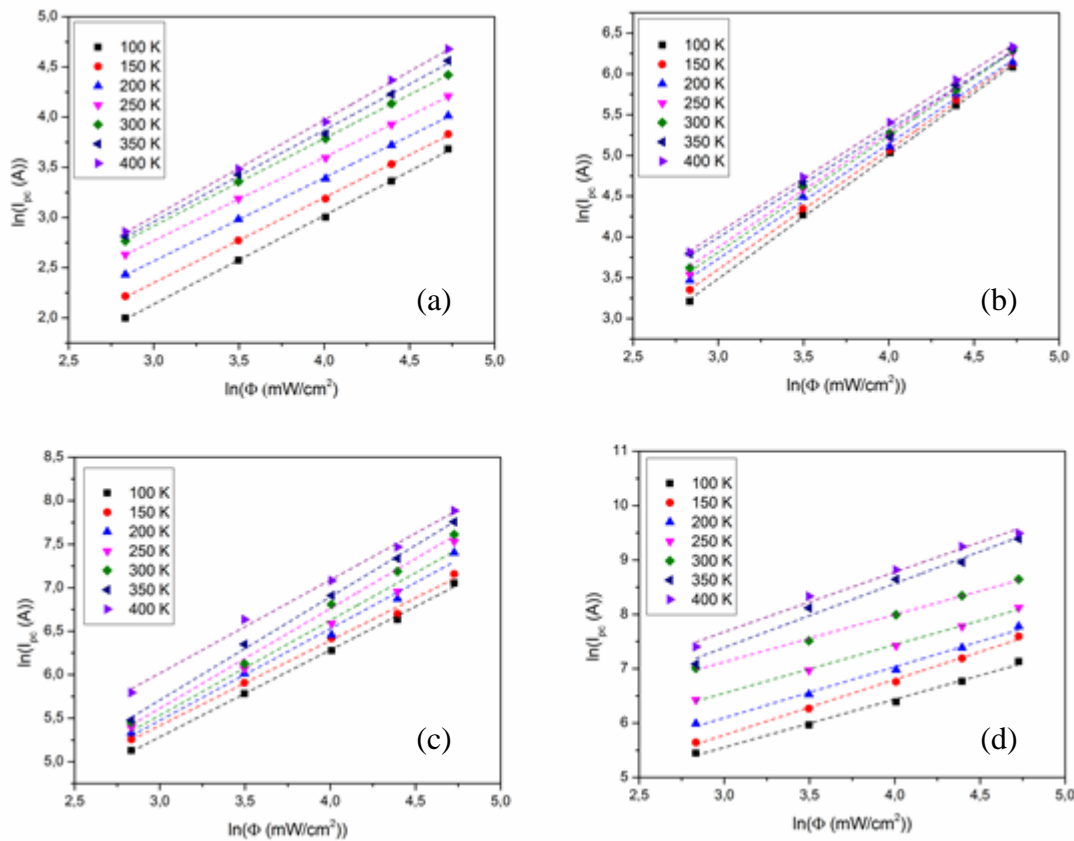 5,0
4,5
4,0
3,5
3,0
2,5
2,0
ln(I_pc (A))
100 K
150 K
200 K
250 K
300 K
350 K
400 K
(a)
2,5 3,0 3,5 4,0 4,5 5,0
ln(Φ (mW/cm²)
6,5
6,0
5,5
5,0
4,5
4,0
3,5
3,0
ln(I_pc (A))
100 K
150 K
200 K
250 K
300 K
350 K
400 K
(b)
2,5 3,0 3,5 4,0 4,5 5,0
ln(Φ (mW/cm²))
8,5
8,0
7,5
7,0
6,5
6,0
5,5
5,0
ln(I_pc (A))
100 K
150 K
200 K
250 K
300 K
350 K
400 K
(c)
2,5 3,0 3,5 4,0 4,5 5,0
ln(Φ (mW/cm²))
11
10
9
8
7
6
5
ln(I_pc (A))
100 K
150 K
200 K
250 K
300 K
350 K
400 K
(d)
2,5 3,0 3,5 4,0 4,5 5,0
ln(Φ (mW/cm²))